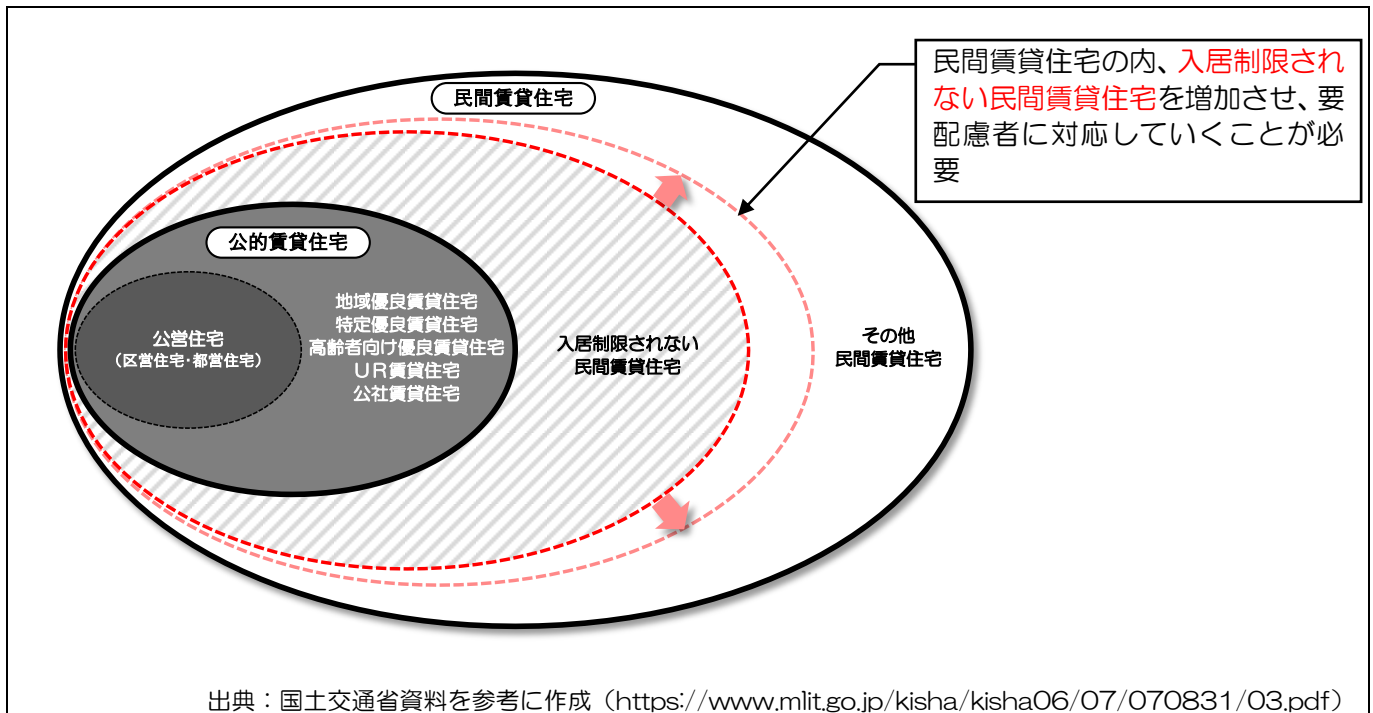 民間賃貸住宅の内、入居制限され
ない民間賃貸住宅を増加させ、要
配慮者に対応していくことが必
要
民間賃貸住宅
公的賃貸住宅
公営住宅
（区営住宅・都営住宅）
地域優良賃貸住宅
特定優良賃貸住宅
高齢者向け優良賃貸住宅
ＵＲ賃貸住宅
公社賃貸住宅
入居制限されない
民間賃貸住宅
その他
民間賃貸住宅
出典：国土交通省資料を参考に作成（https://www.mlit.go.jp/kisha/kisha06/07/070831/03.pdf）